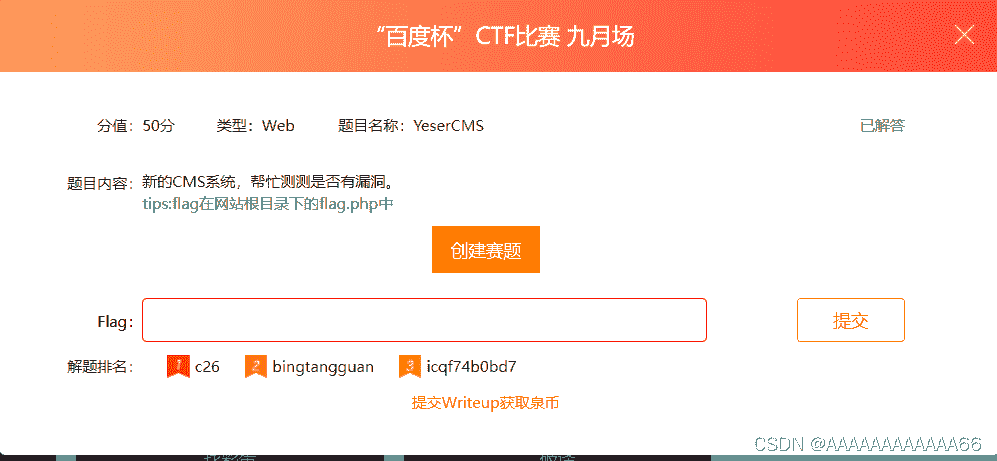 “百度杯”CTF比赛 九月场
分值：50分 类型：Web 题目名称：YeserCMS 已解答
题目内容：新的CMS系统，帮忙测测是否有漏洞。
tips:flag在网站根目录下的flag.php中
创建赛题
Flag： 提交
解题排名： 1 c26 2 bingtangguan 3 icqf74b0bd7
提交Writeup获取泉币
CSDN @AAAAAAAAAAAA66